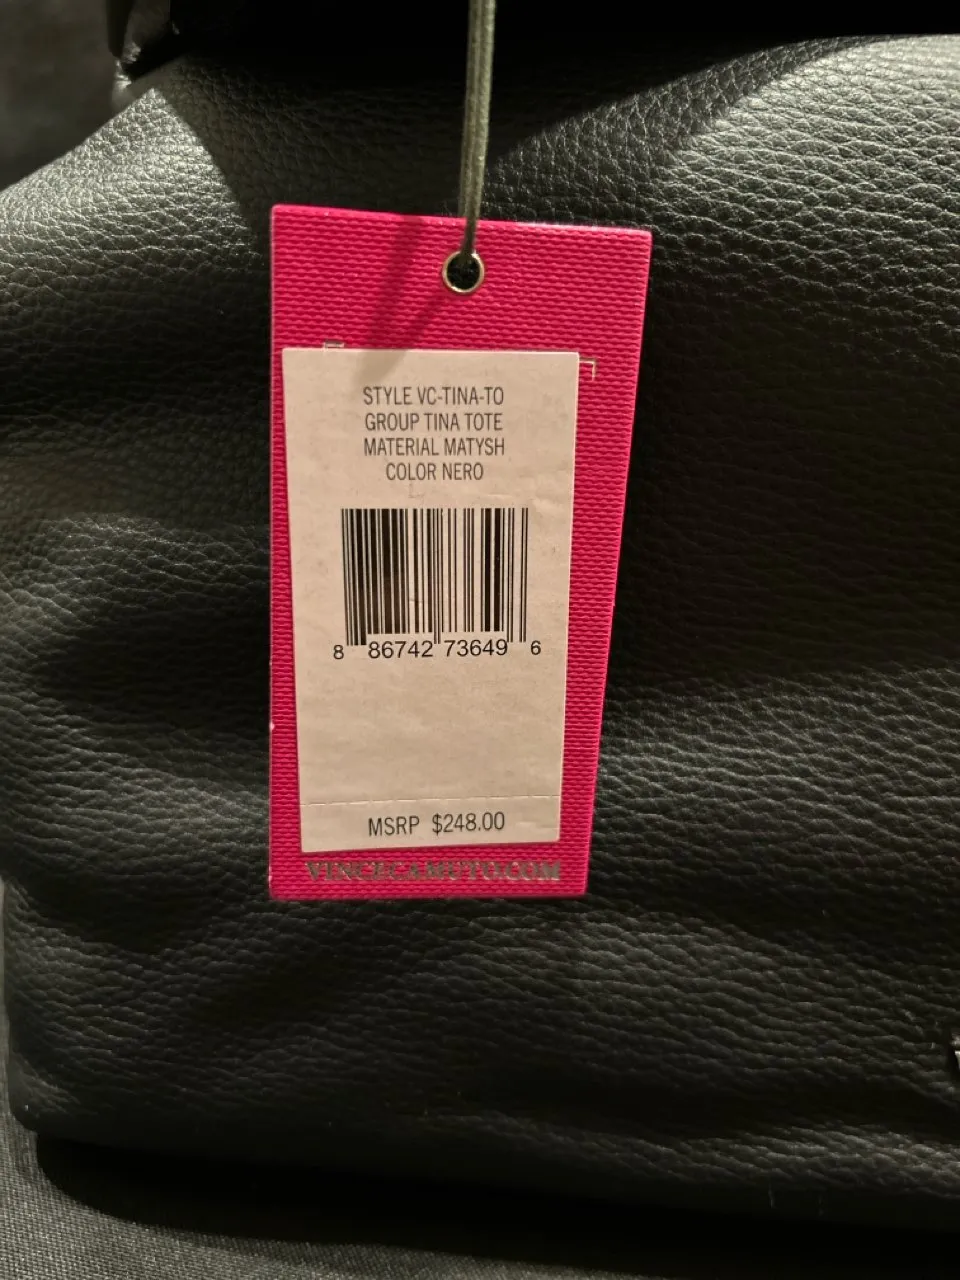 STYLE VC-TINA-TO
GROUP TINA TOTE
MATERIAL MATYSH
COLOR NERO
8 86742 73649 6
MSRP $248.00
VINCECAMUTO.COM